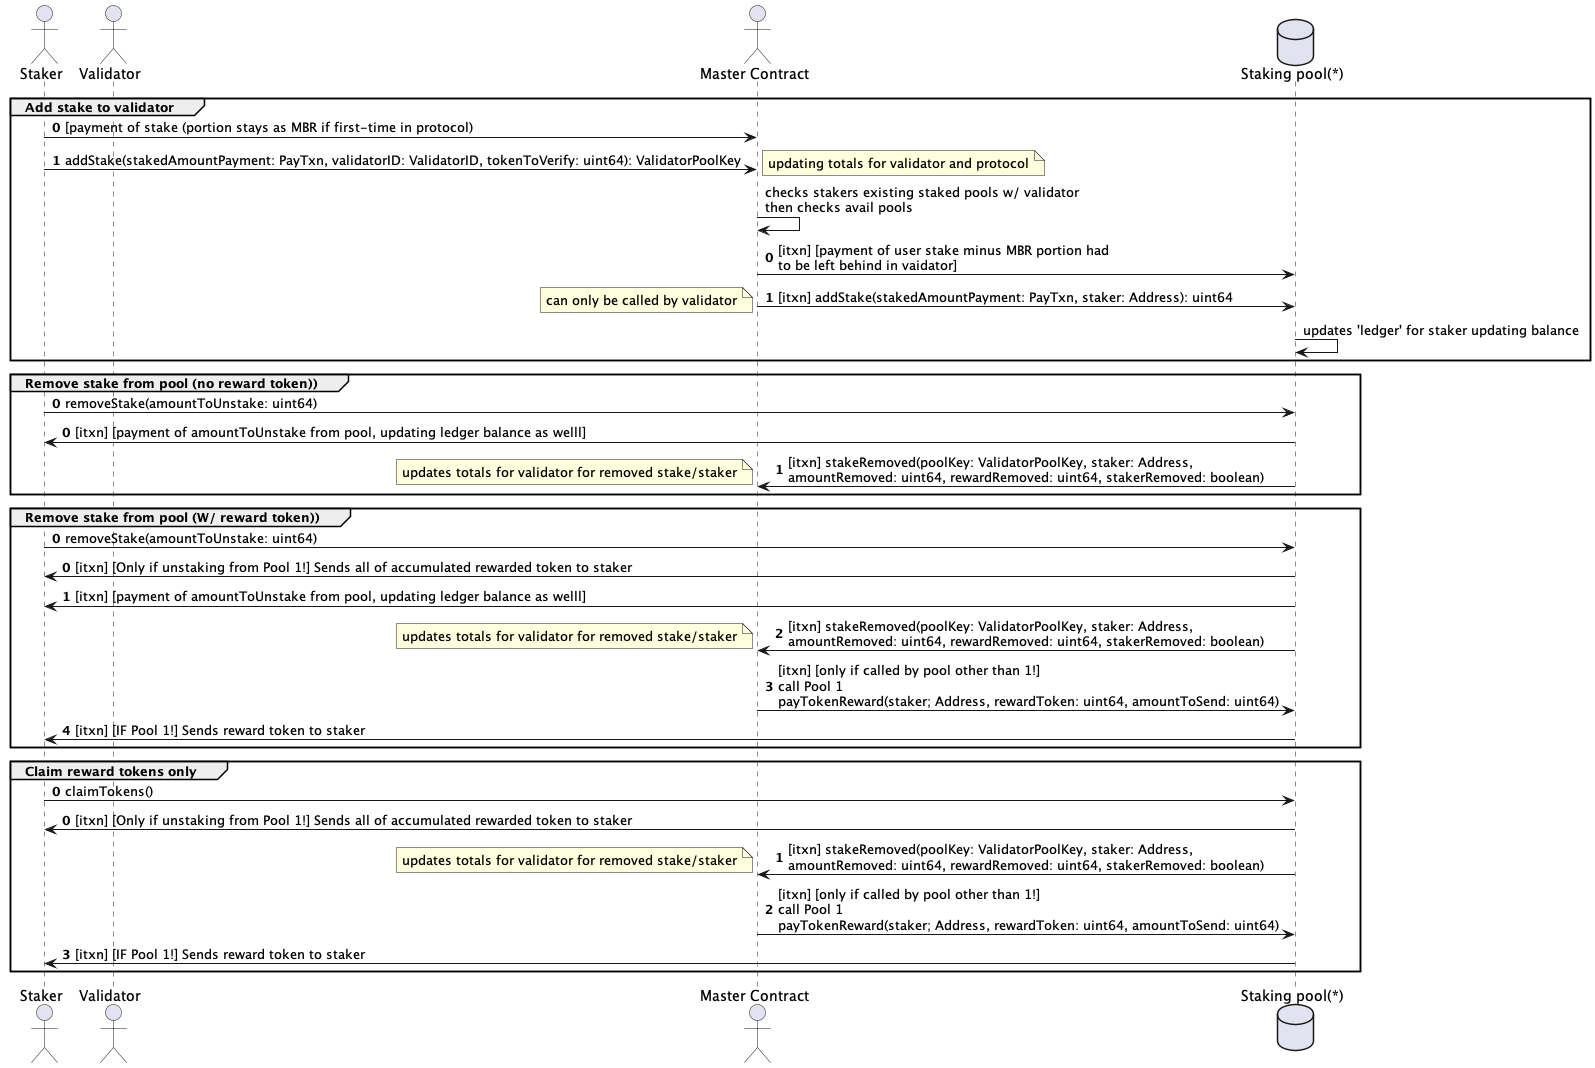 Staker
Validator
Master Contract
Staking pool(*)
Add stake to validator
0 [payment of stake (portion stays as MBR if first-time in protocol)
1 addStake(stakedAmountPayment: PayTxn, validatorID: ValidatorID, tokenToVerify: uint64): ValidatorPoolKey
updating totals for validator and protocol
checks stakers existing staked pools w/ validator
then checks avail pools
0 [itxn] [payment of user stake minus MBR portion had
to be left behind in vaidator]
can only be called by validator
1 [itxn] addStake(stakedAmountPayment: PayTxn, staker: Address): uint64
updates 'ledger' for staker updating balance
Remove stake from pool (no reward token))
0 removeStake(amountToUnstake: uint64)
0 [itxn] [payment of amountToUnstake from pool, updating ledger balance as welll]
updates totals for validator for removed stake/staker
1 [itxn] stakeRemoved(poolKey: ValidatorPoolKey, staker: Address,
amountRemoved: uint64, rewardRemoved: uint64, stakerRemoved: boolean)
Remove stake from pool (W/ reward token))
0 removeStake(amountToUnstake: uint64)
0 [itxn] [Only if unstaking from Pool 1!] Sends all of accumulated rewarded token to staker
1 [itxn] [payment of amountToUnstake from pool, updating ledger balance as welll]
updates totals for validator for removed stake/staker
2 [itxn] stakeRemoved(poolKey: ValidatorPoolKey, staker: Address,
amountRemoved: uint64, rewardRemoved: uint64, stakerRemoved: boolean)
[itxn] [only if called by pool other than 1!]
3 call Pool 1
payTokenReward(staker; Address, rewardToken: uint64, amountToSend: uint64)
4 [itxn] [IF Pool 1!] Sends reward token to staker
Claim reward tokens only
0 claimTokens()
0 [itxn] [Only if unstaking from Pool 1!] Sends all of accumulated rewarded token to staker
updates totals for validator for removed stake/staker
1 [itxn] stakeRemoved(poolKey: ValidatorPoolKey, staker: Address,
amountRemoved: uint64, rewardRemoved: uint64, stakerRemoved: boolean)
[itxn] [only if called by pool other than 1!]
2 call Pool 1
payTokenReward(staker; Address, rewardToken: uint64, amountToSend: uint64)
3 [itxn] [IF Pool 1!] Sends reward token to staker
Staker
Validator
Master Contract
Staking pool(*)